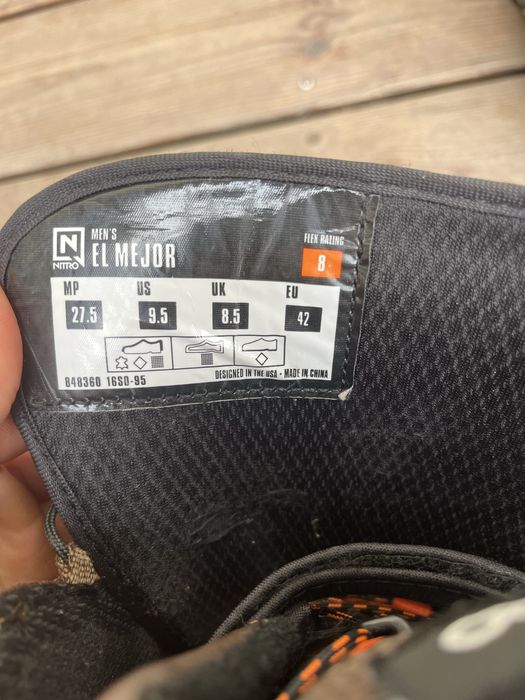 N
NITRO
MEN'S
EL MEJOR
FLEX RATING
8
MP US UK EU
27.5 9.5 8.5 42
848360 16SO-95
DESIGNED IN THE USA • MADE IN CHINA